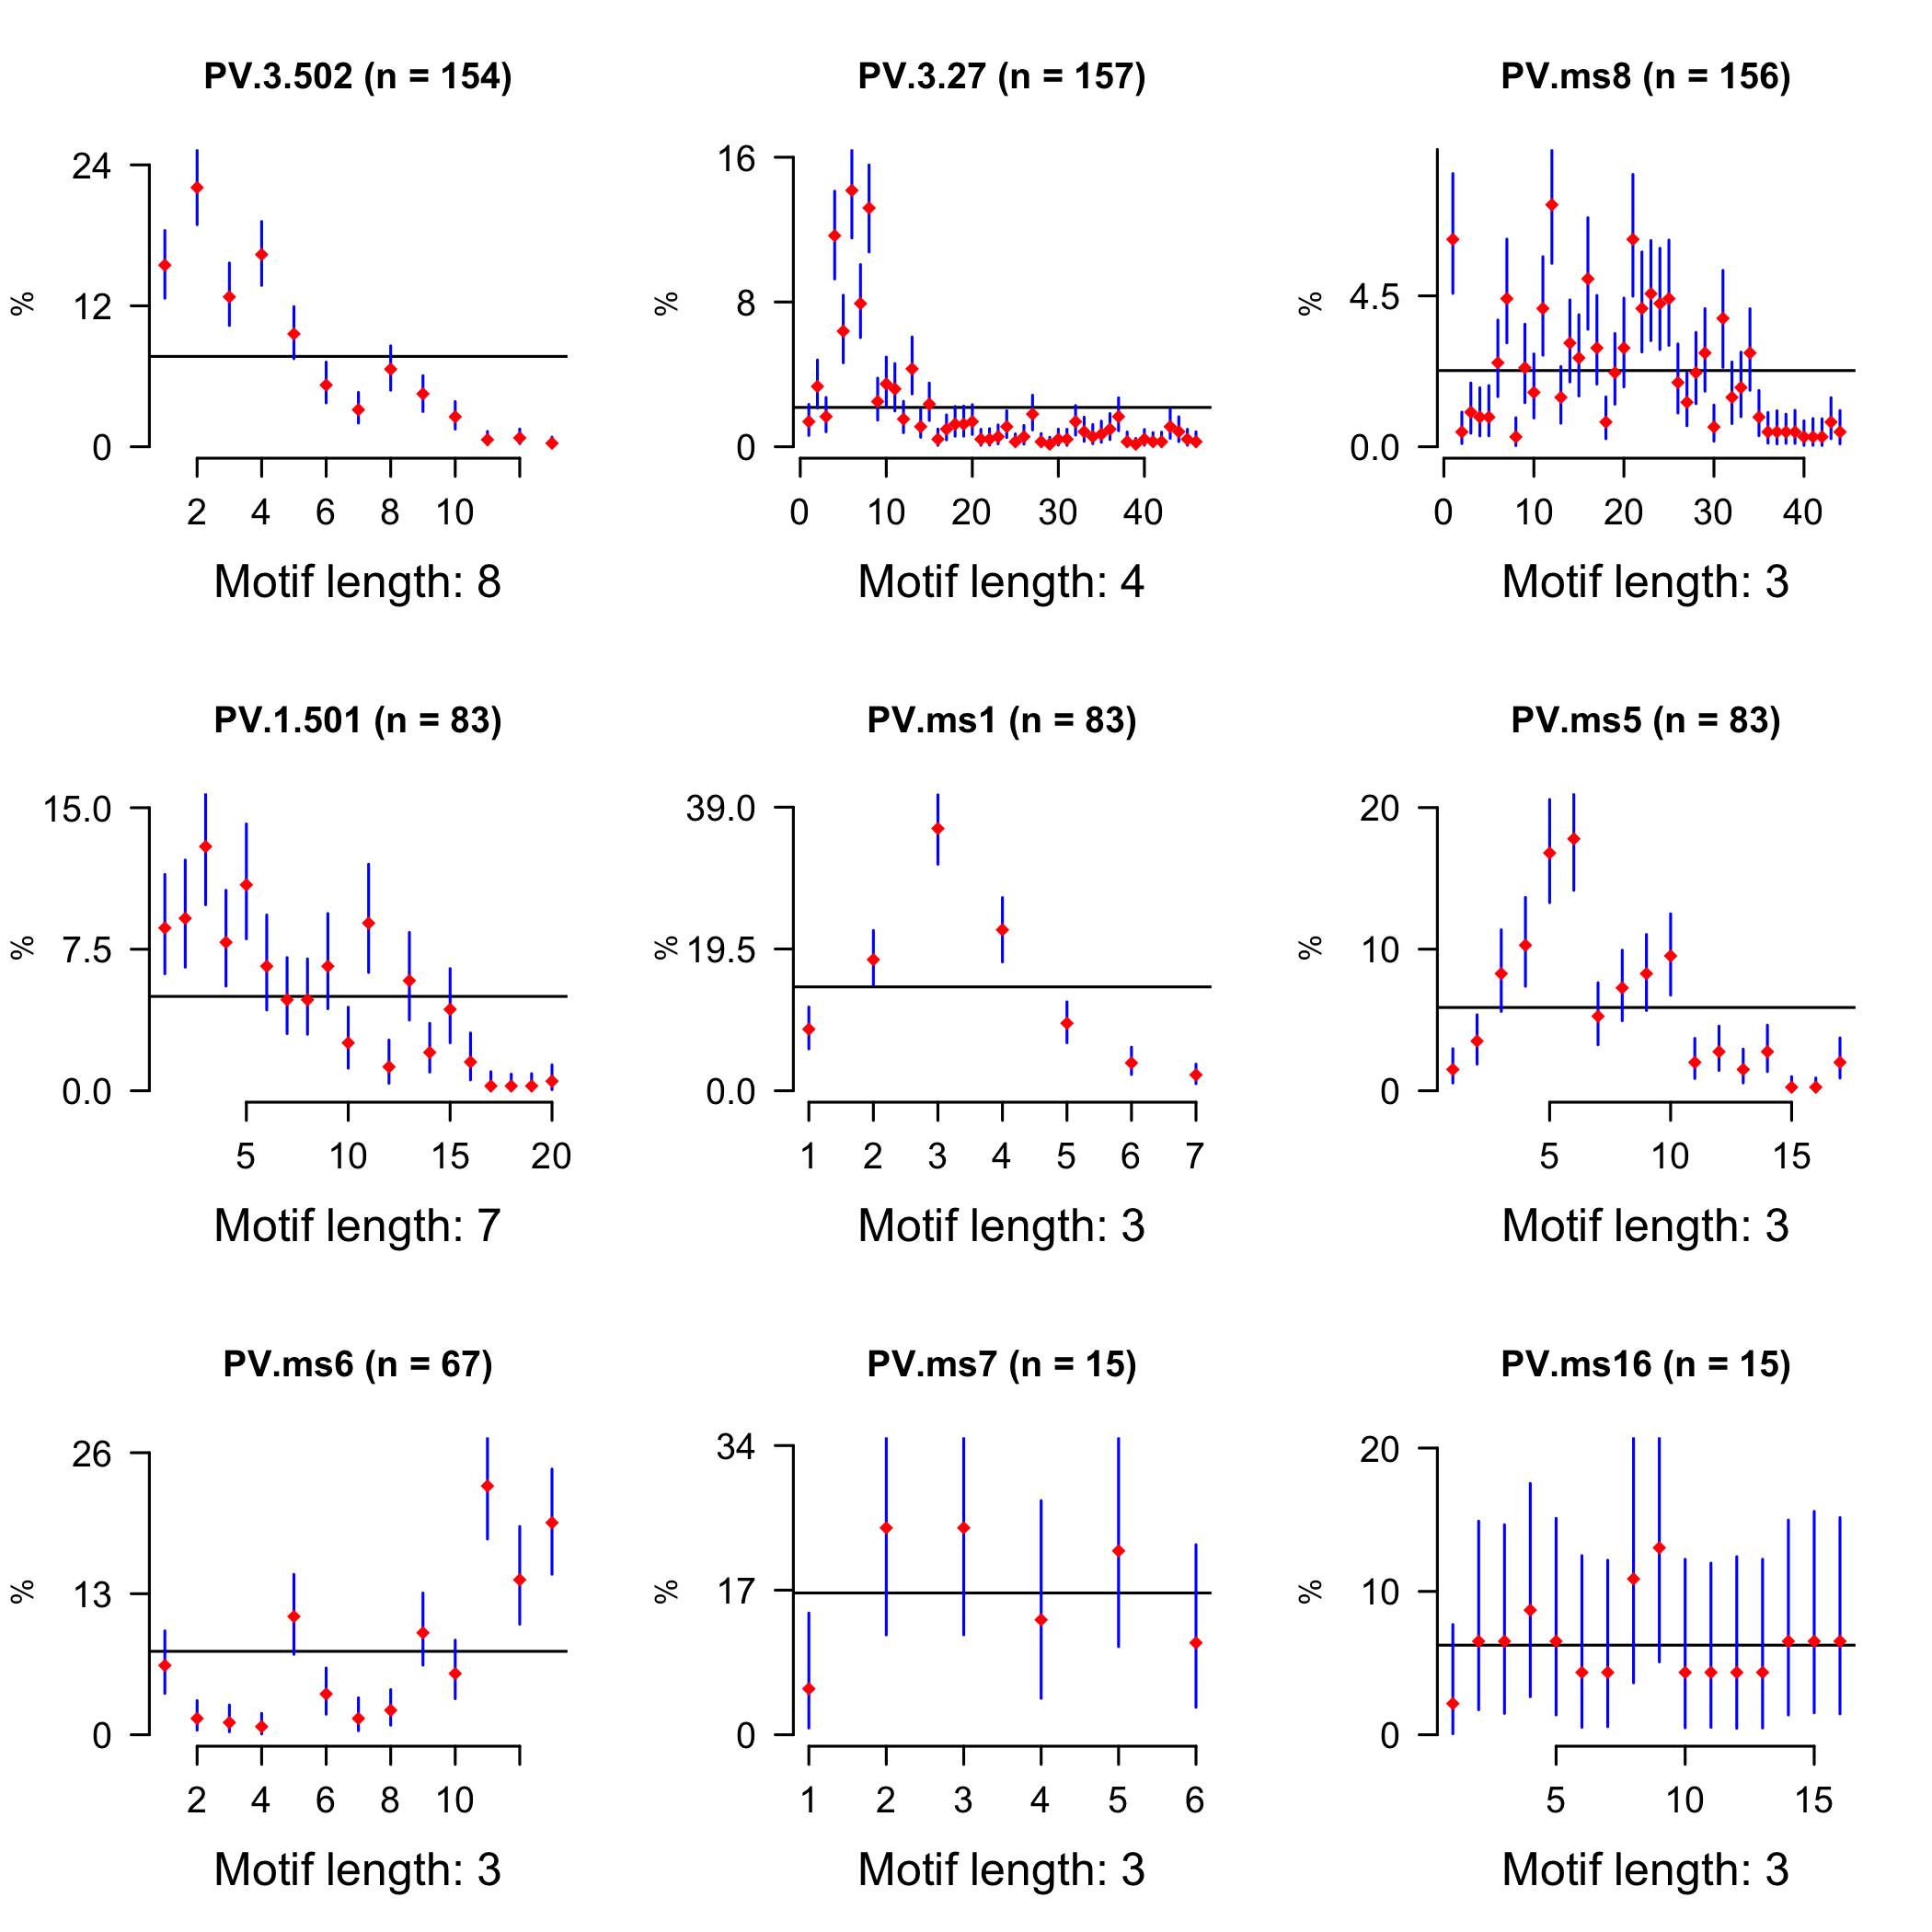 PV.3.502 (n = 154)
%
24
12
0
2 4 6 8 10
Motif length: 8
PV.3.27 (n = 157)
%
16
8
0
0 10 20 30 40
Motif length: 4
PV.ms8 (n = 156)
%
4.5
0.0
0 10 20 30 40
Motif length: 3
PV.1.501 (n = 83)
%
15.0
7.5
0.0
5 10 15 20
Motif length: 7
PV.ms1 (n = 83)
%
39.0
19.5
0.0
1 2 3 4 5 6 7
Motif length: 3
PV.ms5 (n = 83)
%
20
10
0
5 10 15
Motif length: 3
PV.ms6 (n = 67)
%
26
13
0
2 4 6 8 10
Motif length: 3
PV.ms7 (n = 15)
%
34
17
0
1 2 3 4 5 6
Motif length: 3
PV.ms16 (n = 15)
%
20
10
0
5 10 15
Motif length: 3